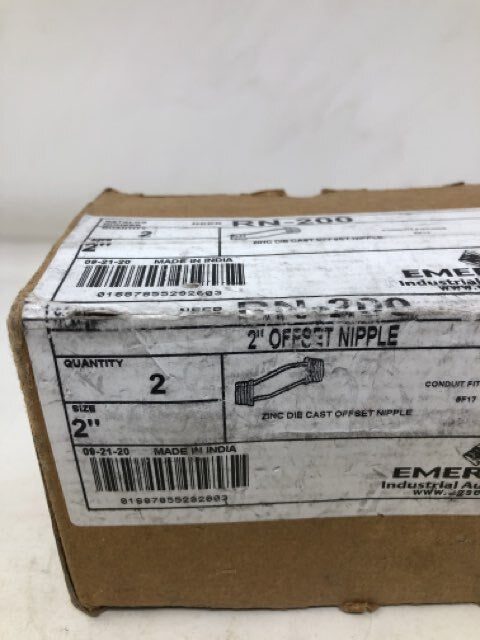 QUANTITY
NEER RN-200
2
2"
ZINC DIE CAST OFFSET NIPPLE
09-21-20 MADE IN INDIA
EMER
Industrial Au
RN-200
2" OFFSET NIPPLE
QUANTITY
2
CONDUIT FIT
SIZE
2"
ZINC DIE CAST OFFSET NIPPLE
09-21-20 MADE IN INDIA
EMER
Industrial Au